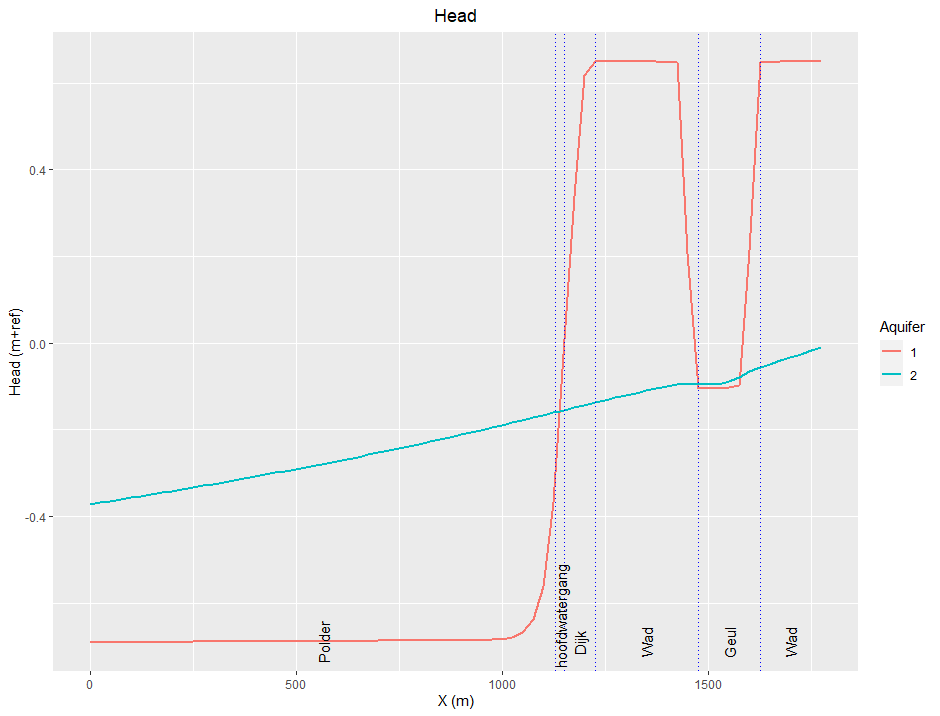 Head
0.4
0.0
-0.4
Head (m+ref)
Polder
hoofdwatergang
Dijk
Wad
Geul
Wad
0
500
1000
1500
X (m)
Aquifer
1
2